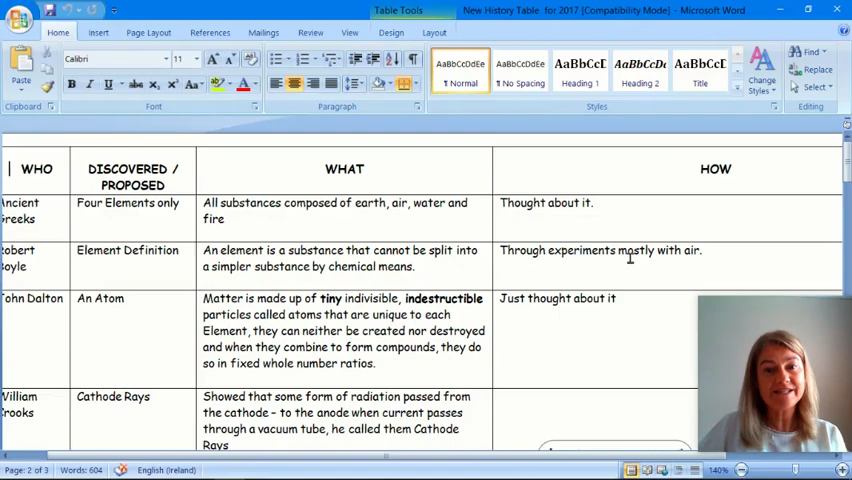 Table Tools
New History Table for 2017 [Compatibility Mode] - Microsoft Word
Home Insert Page Layout References Mailings Review View Design Layout
Calibri 11
Paste
B I U abc x₂ x² Aa
Clipboard Font Paragraph Styles Editing
AaBbCcDdEe AaBbCcDdEe AaBbCcD AaBbCcDc AaBbCcD
¶ Normal ¶ No Spacing Heading 1 Heading 2 Title
Change
Styles
Find
Replace
Select
WHO DISCOVERED / PROPOSED WHAT HOW
Ancient Greeks
Four Elements only
All substances composed of earth, air, water and
fire
Thought about it.
Robert
Boyle
Element Definition
An element is a substance that cannot be split into
a simpler substance by chemical means.
Through experiments mostly with air.
John Dalton
An Atom
Matter is made up of tiny indivisible, indestructible
particles called atoms that are unique to each
Element, they can neither be created nor destroyed
and when they combine to form compounds, they do
so in fixed whole number ratios.
Just thought about it
William
Crooks
Cathode Rays
Showed that some form of radiation passed from
the cathode – to the anode when current passes
through a vacuum tube, he called them Cathode
Rays
Page: 2 of 3 Words: 604 English (Ireland) 140%